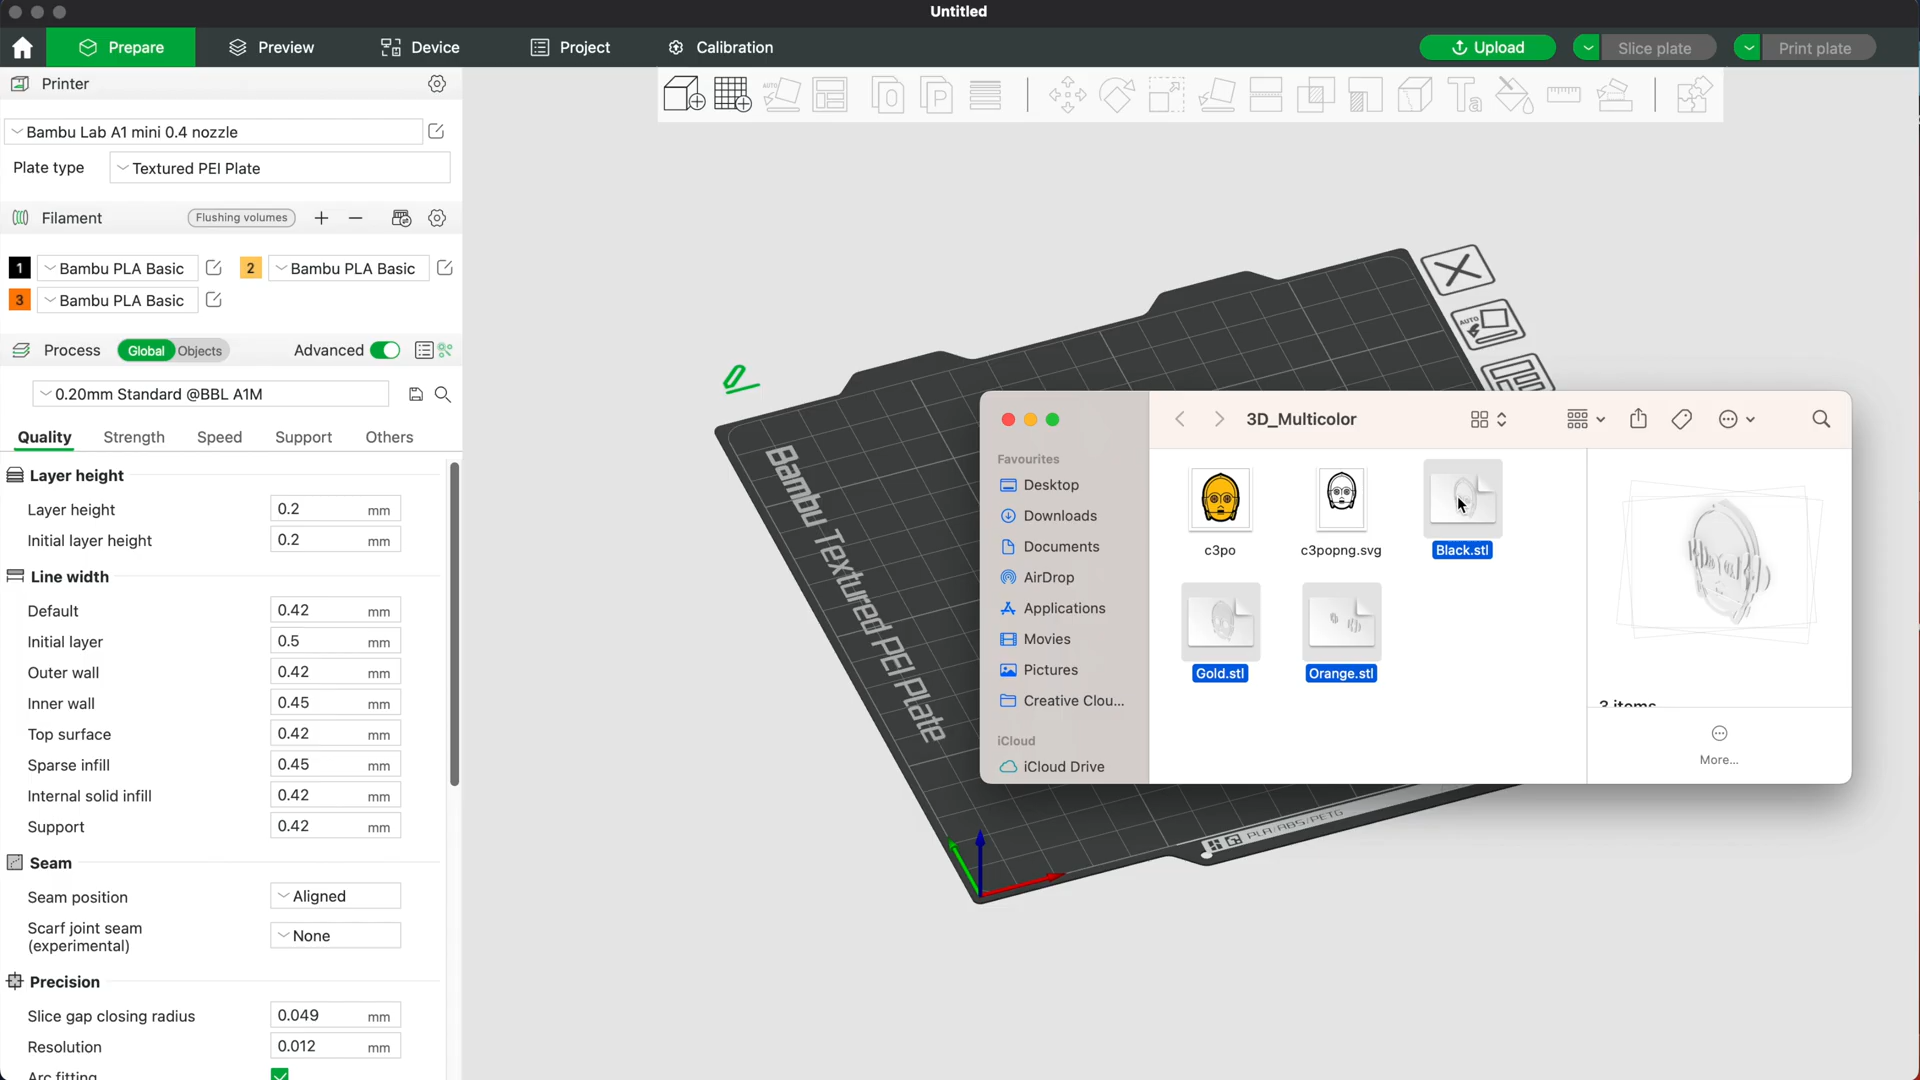 Untitled
Prepare
Preview
Device
Project
Calibration
Upload
Slice plate
Print plate
Printer
Bambu Lab A1 mini 0.4 nozzle
Plate type
Textured PEI Plate
Filament
Flushing volumes
1 Bambu PLA Basic
2 Bambu PLA Basic
3 Bambu PLA Basic
Process
Global
Objects
Advanced
0.20mm Standard @BBL A1M
Quality
Strength
Speed
Support
Others
Layer height
Layer height 0.2 mm
Initial layer height 0.2 mm
Line width
Default 0.42 mm
Initial layer 0.5 mm
Outer wall 0.42 mm
Inner wall 0.45 mm
Top surface 0.42 mm
Sparse infill 0.45 mm
Internal solid infill 0.42 mm
Support 0.42 mm
Seam
Seam position Aligned
Scarf joint seam
(experimental) None
Precision
Slice gap closing radius 0.049 mm
Resolution 0.012 mm
Arc fitting
AUTO
Ta
AUTO
Bambu Textured PEI Plate
PLA/ABS/PETG
3D_Multicolor
Favourites
Desktop
Downloads
Documents
AirDrop
Applications
Movies
Pictures
Creative Clou...
iCloud
iCloud Drive
c3po
c3popng.svg
Black.stl
Gold.stl
Orange.stl
3 items
More...